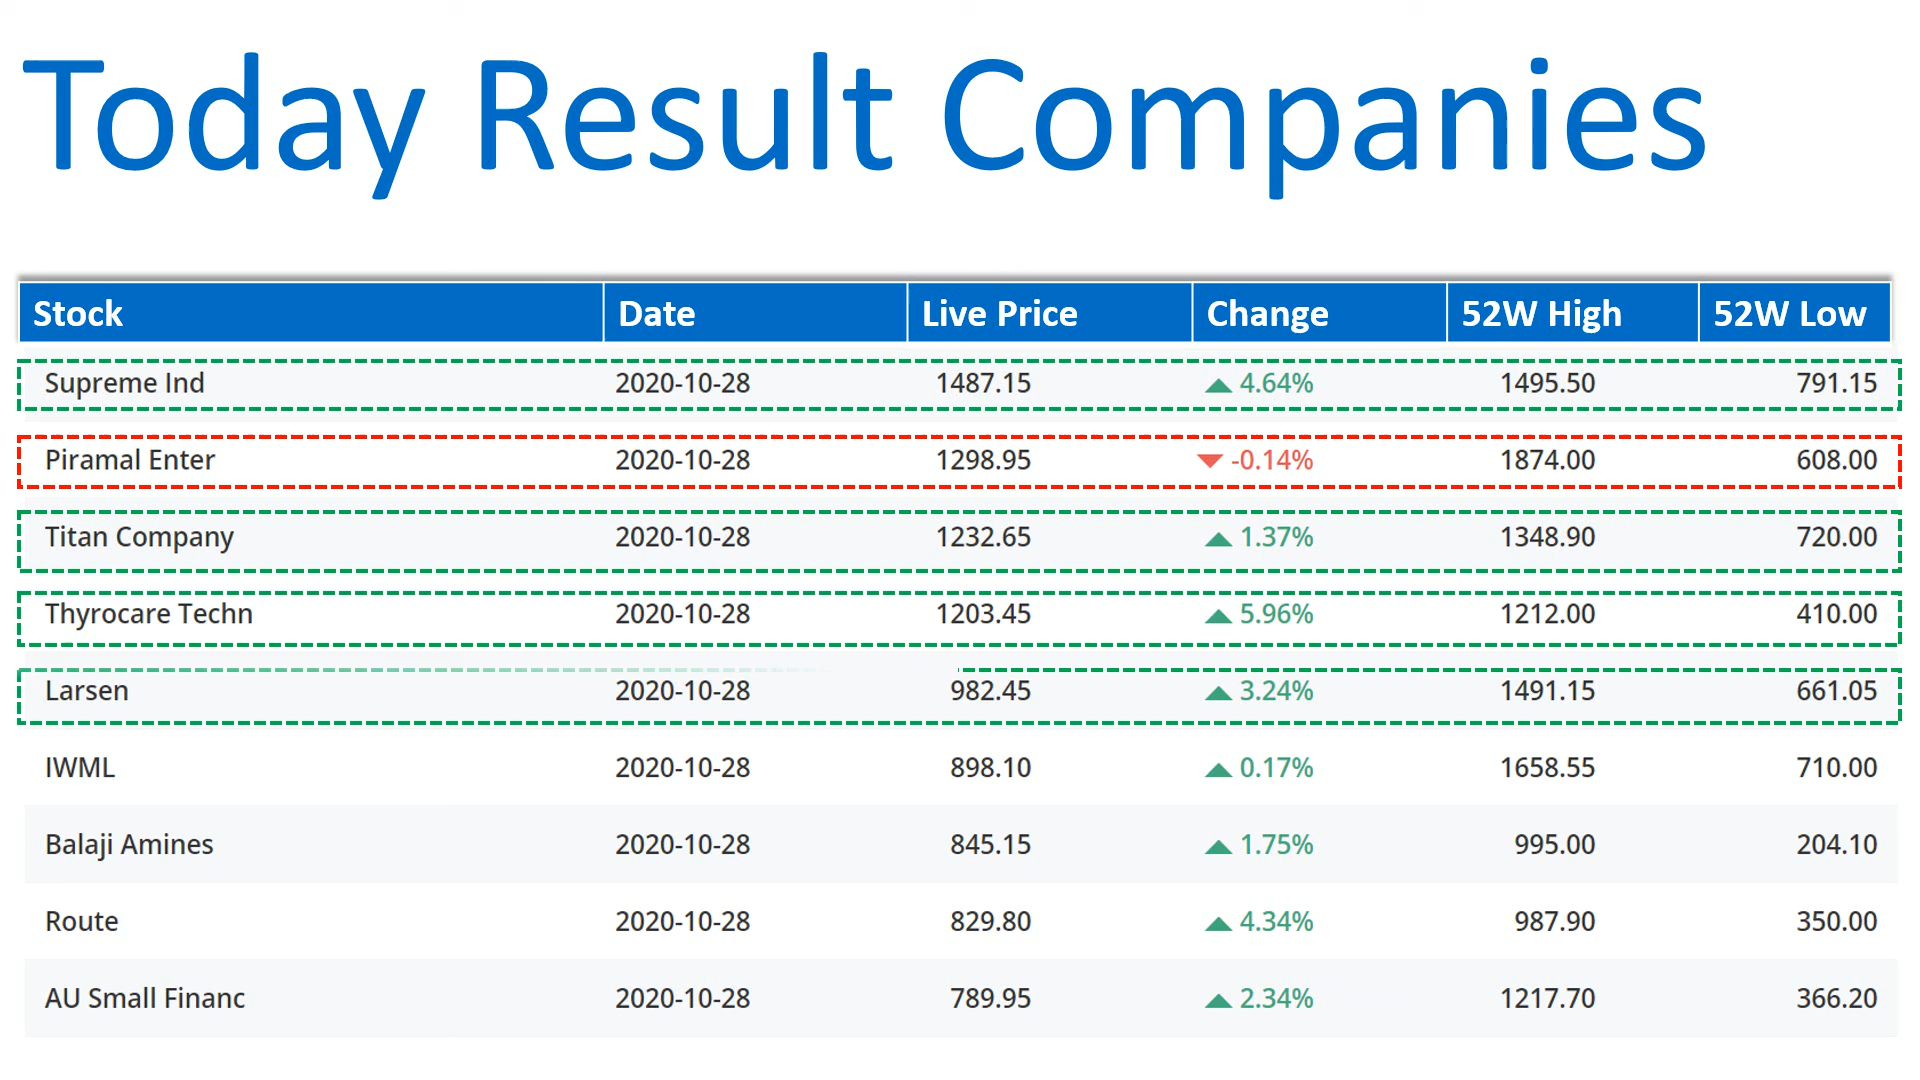 Today Result Companies
Stock Date Live Price Change 52W High 52W Low
Supreme Ind 2020-10-28 1487.15 4.64% 1495.50 791.15
Piramal Enter 2020-10-28 1298.95 -0.14% 1874.00 608.00
Titan Company 2020-10-28 1232.65 1.37% 1348.90 720.00
Thyrocare Techn 2020-10-28 1203.45 5.96% 1212.00 410.00
Larsen 2020-10-28 982.45 3.24% 1491.15 661.05
IWML 2020-10-28 898.10 0.17% 1658.55 710.00
Balaji Amines 2020-10-28 845.15 1.75% 995.00 204.10
Route 2020-10-28 829.80 4.34% 987.90 350.00
AU Small Financ 2020-10-28 789.95 2.34% 1217.70 366.20